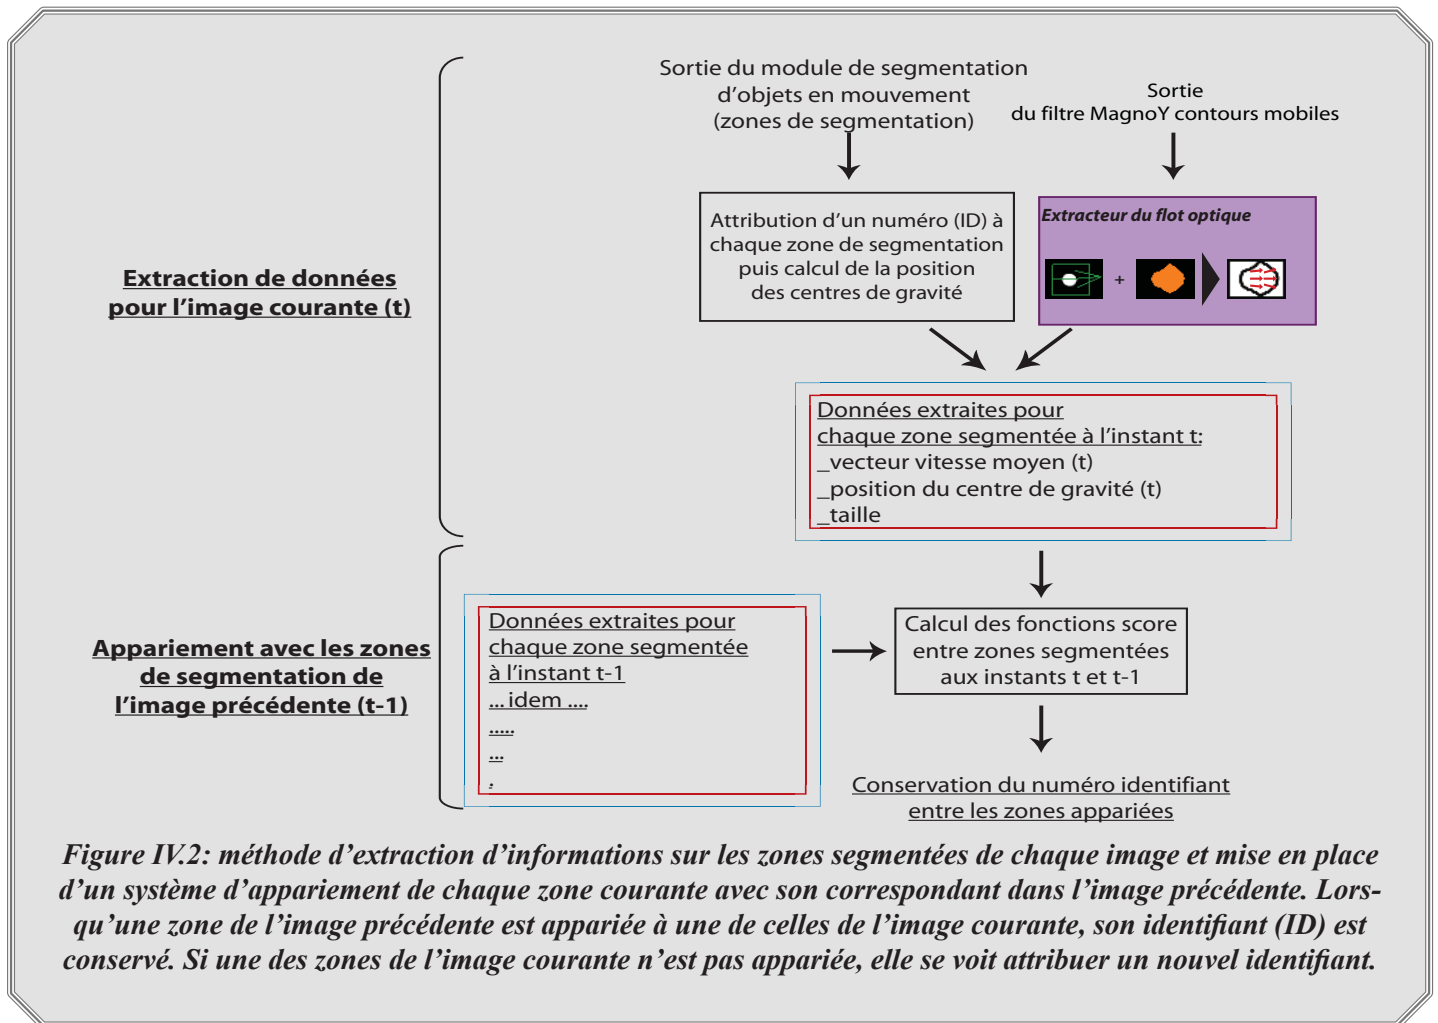 Sortie du module de segmentation
d'objets en mouvement
(zones de segmentation)
Sortie
du filtre MagnoY contours mobiles
Extraction de données
pour l'image courante (t)
Attribution d'un numéro (ID) à
chaque zone de segmentation
puis calcul de la position
des centres de gravité
Extracteur du flot optique
+
Données extraites pour
chaque zone segmentée à l'instant t:
_vecteur vitesse moyen (t)
_position du centre de gravité (t)
_taille
Appariement avec les zones
de segmentation de
l'image précédente (t-1)
Données extraites pour
chaque zone segmentée
à l'instant t-1
... idem ....
.....
...
.
Calcul des fonctions score
entre zones segmentées
aux instants t et t-1
Conservation du numéro identifiant
entre les zones appariées
Figure IV.2: méthode d'extraction d'informations sur les zones segmentées de chaque image et mise en place
d'un système d'appariement de chaque zone courante avec son correspondant dans l'image précédente. Lors-
qu'une zone de l'image précédente est appariée à une de celles de l'image courante, son identifiant (ID) est
conservé. Si une des zones de l'image courante n'est pas appariée, elle se voit attribuer un nouvel identifiant.